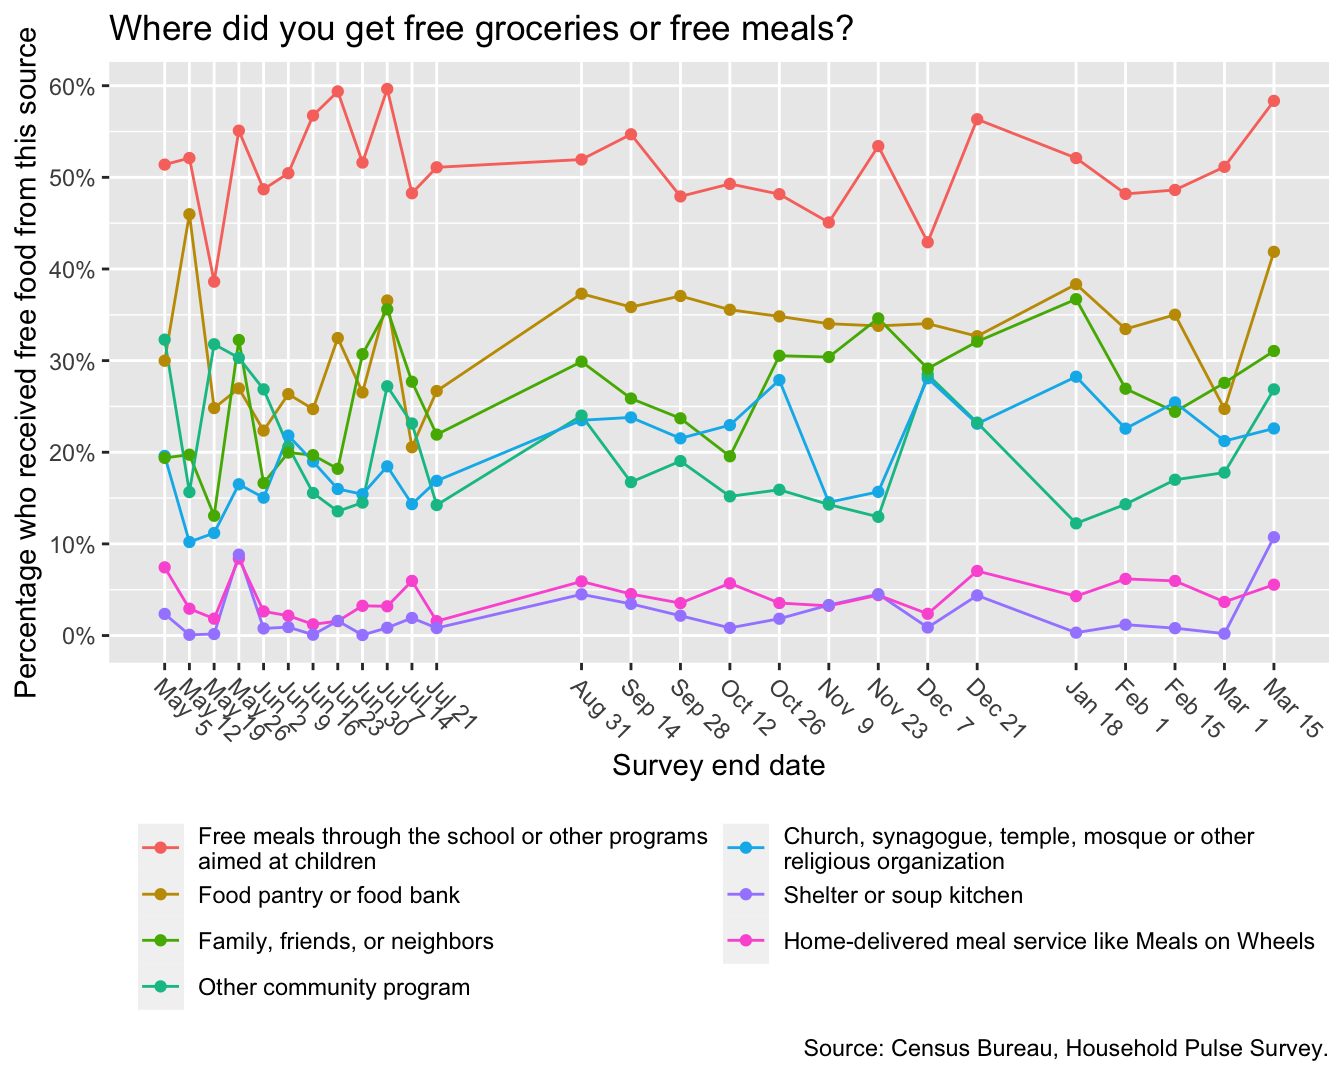 Where did you get free groceries or free meals?
Percentage who received free food from this source
60%
50%
40%
30%
20%
10%
0%
May 5
May 12
May 19
May 26
Jun 2
Jun 9
Jun 16
Jun 23
Jun 30
Jul 7
Jul 14
Jul 21
Aug 31
Sep 14
Sep 28
Oct 12
Oct 26
Nov 9
Nov 23
Dec 7
Dec 21
Jan 18
Feb 1
Feb 15
Mar 1
Mar 15
Survey end date
Free meals through the school or other programs
aimed at children
Food pantry or food bank
Family, friends, or neighbors
Other community program
Church, synagogue, temple, mosque or other
religious organization
Shelter or soup kitchen
Home-delivered meal service like Meals on Wheels
Source: Census Bureau, Household Pulse Survey.